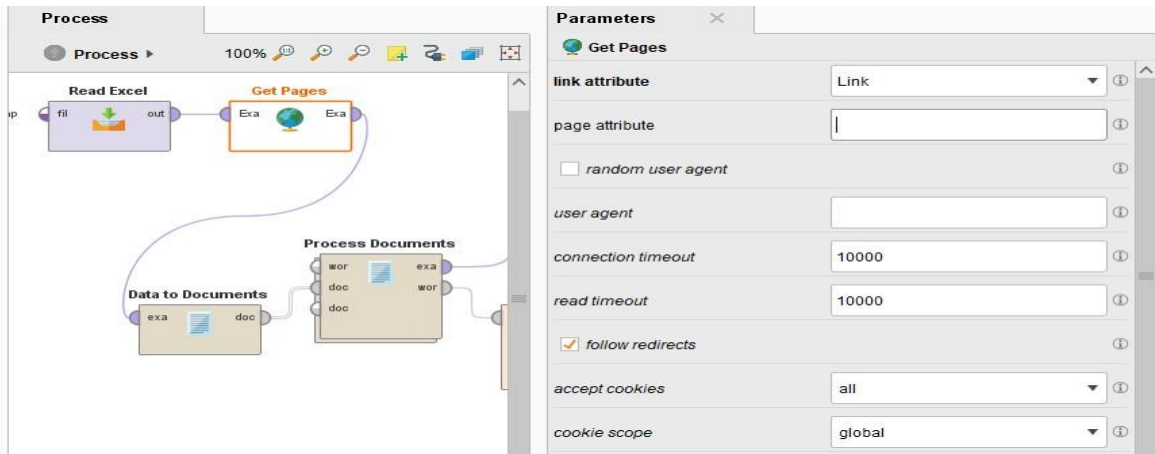 Process
Process
100%
Read Excel
Get Pages
fil
out
Exa
Exa
Process Documents
wor
exa
doc
wor
doc
Data to Documents
exa
doc
Parameters
Get Pages
link attribute
Link
page attribute
random user agent
user agent
connection timeout
10000
read timeout
10000
follow redirects
accept cookies
all
cookie scope
global